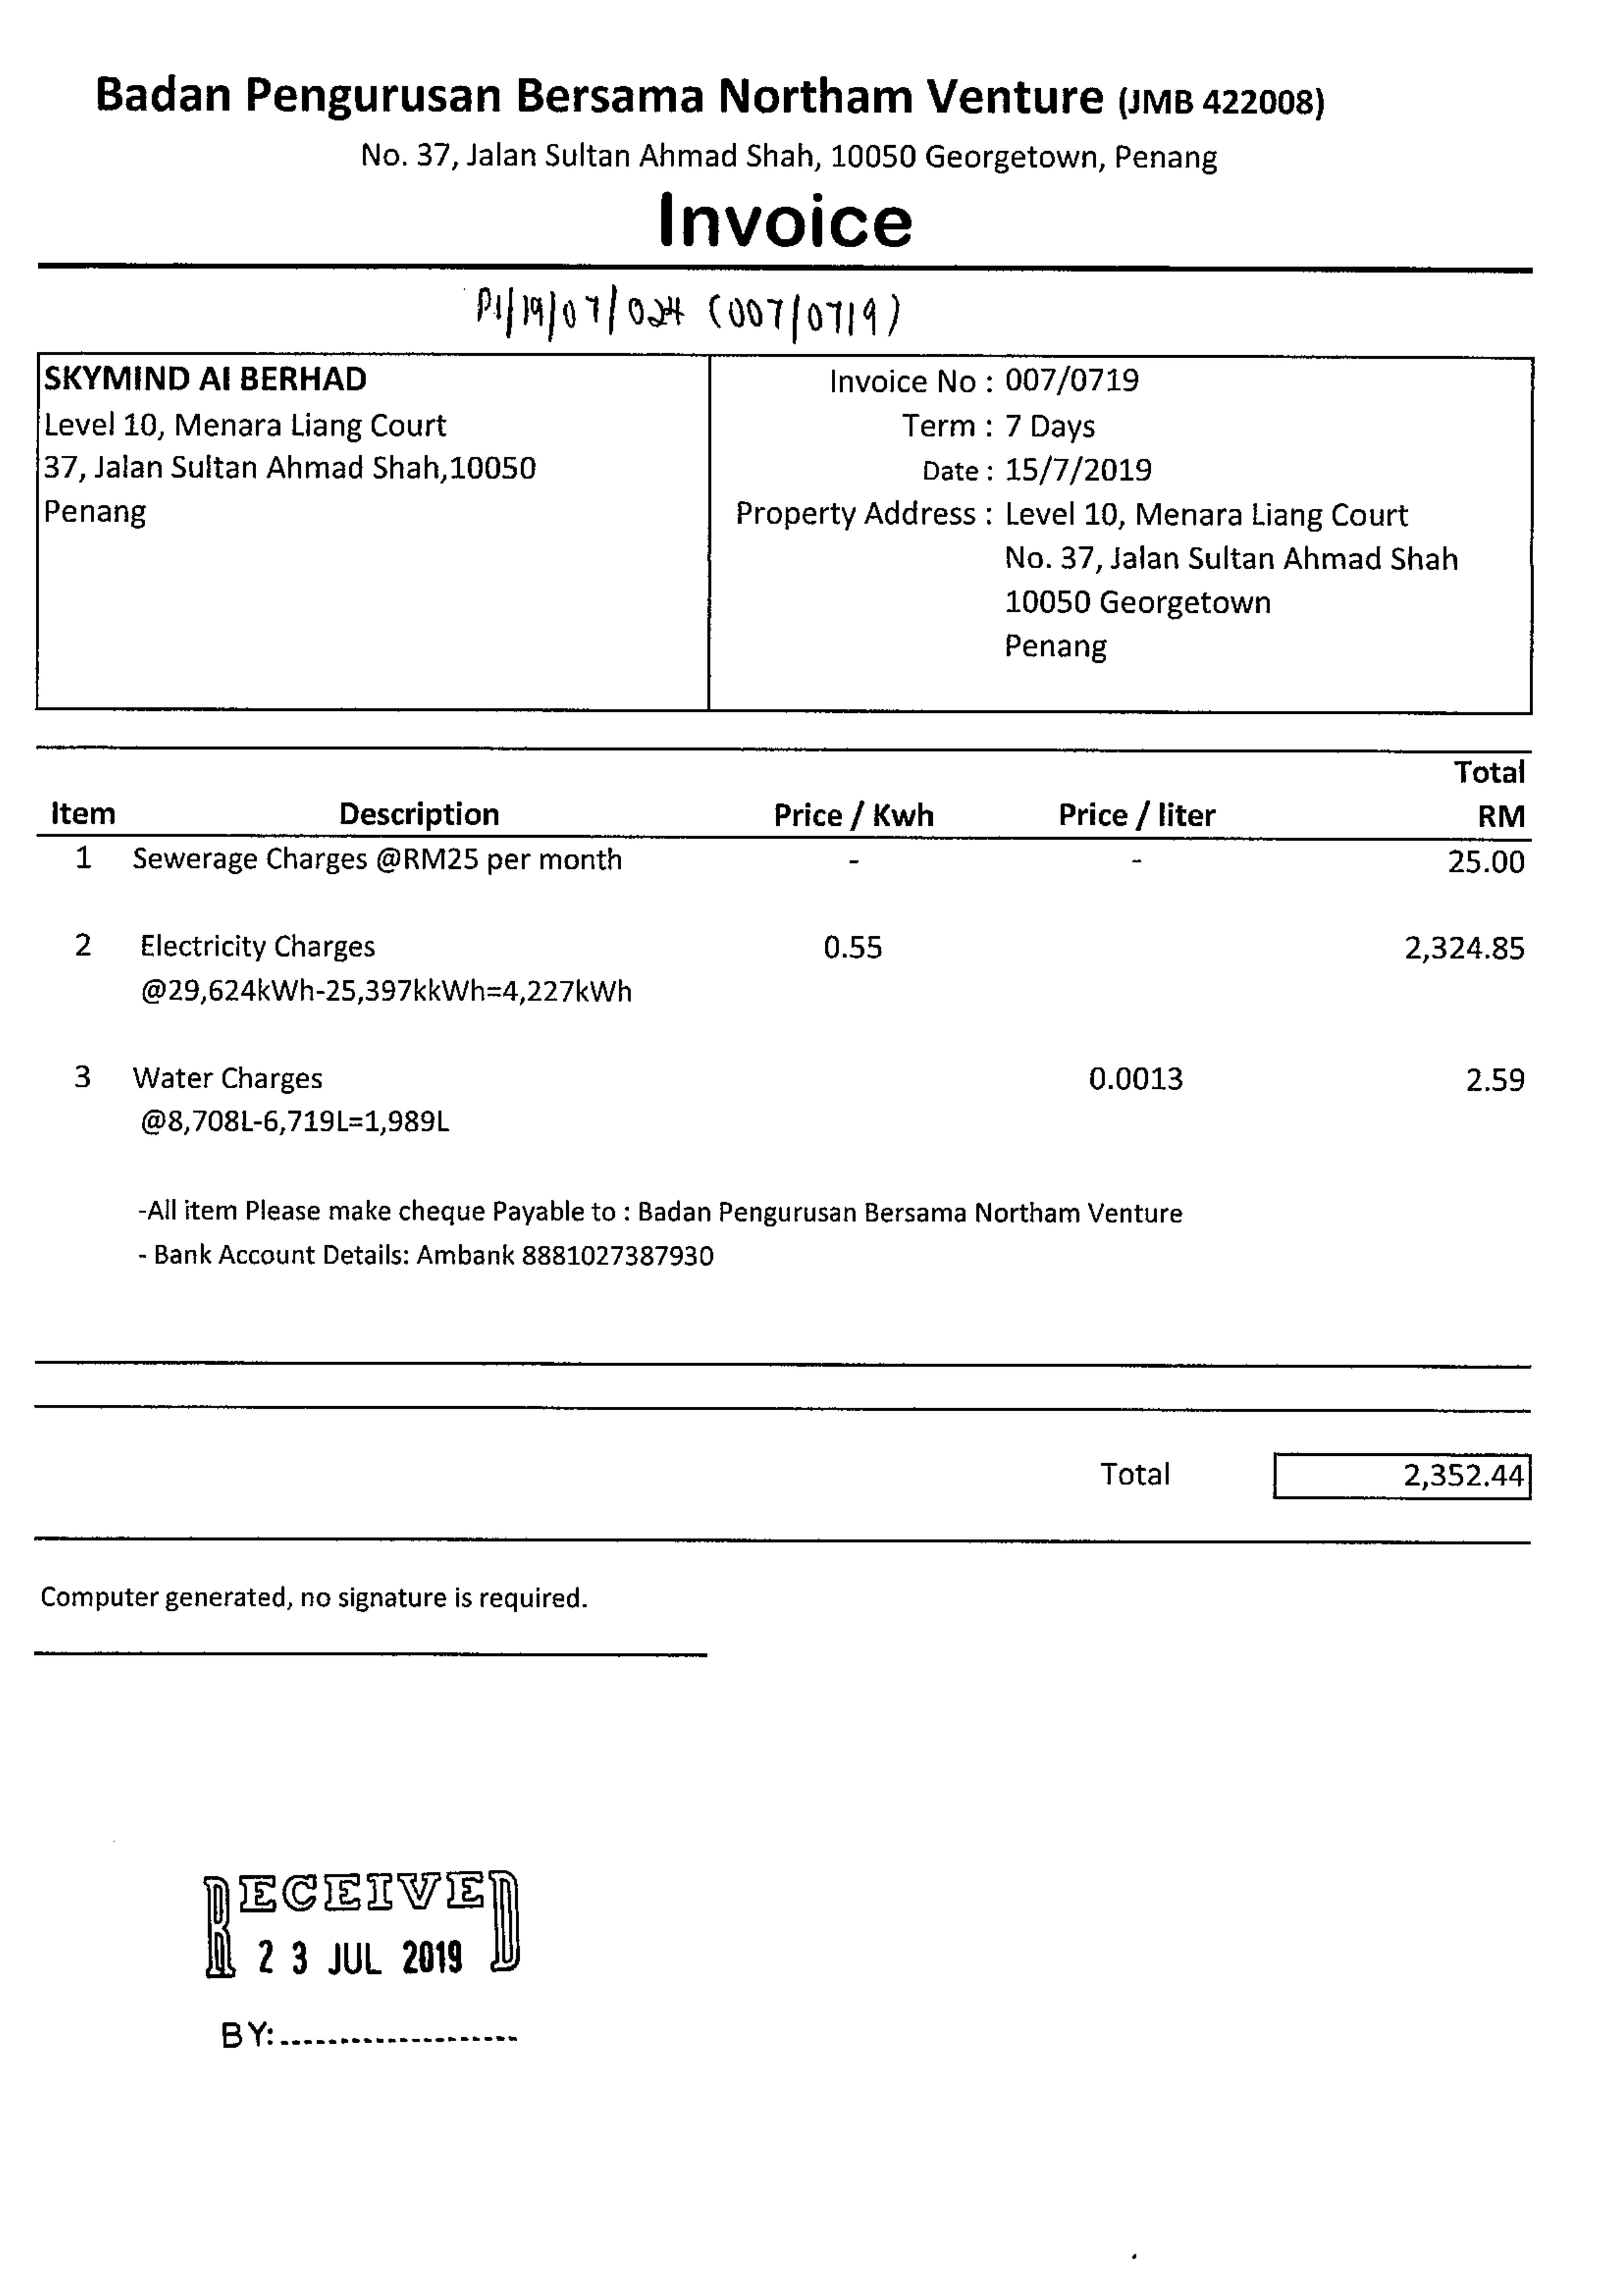 Badan Pengurusan Bersama Northam Venture (JMB 422008)
No. 37, Jalan Sultan Ahmad Shah, 10050 Georgetown, Penang
Invoice
PI/19/07/024 (007/0719)
SKYMIND AI BERHAD
Level 10, Menara Liang Court
37, Jalan Sultan Ahmad Shah,10050
Penang
Invoice No : 007/0719
Term : 7 Days
Date : 15/7/2019
Property Address : Level 10, Menara Liang Court
No. 37, Jalan Sultan Ahmad Shah
10050 Georgetown
Penang
Total
Item Description Price / Kwh Price / liter RM
1 Sewerage Charges @RM25 per month - - 25.00
2 Electricity Charges 0.55 2,324.85
@29,624kWh-25,397kkWh=4,227kWh
3 Water Charges 0.0013 2.59
@8,708L-6,719L=1,989L
-All item Please make cheque Payable to : Badan Pengurusan Bersama Northam Venture
- Bank Account Details: Ambank 8881027387930
Total 2,352.44
Computer generated, no signature is required.
RECEIVED
23 JUL 2019
BY:....................